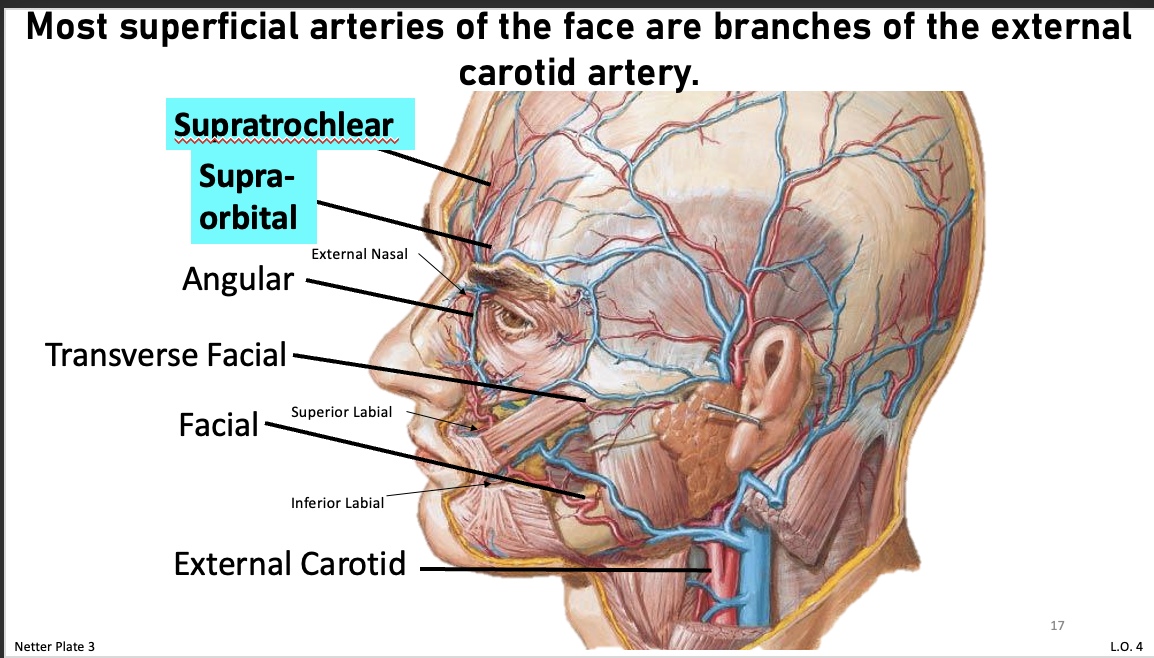 Most superficial arteries of the face are branches of the external
carotid artery.
Supratrochlear
Supra-
orbital
External Nasal
Angular
Transverse Facial
Superior Labial
Facial
Inferior Labial
External Carotid
17
Netter Plate 3
L.O. 4